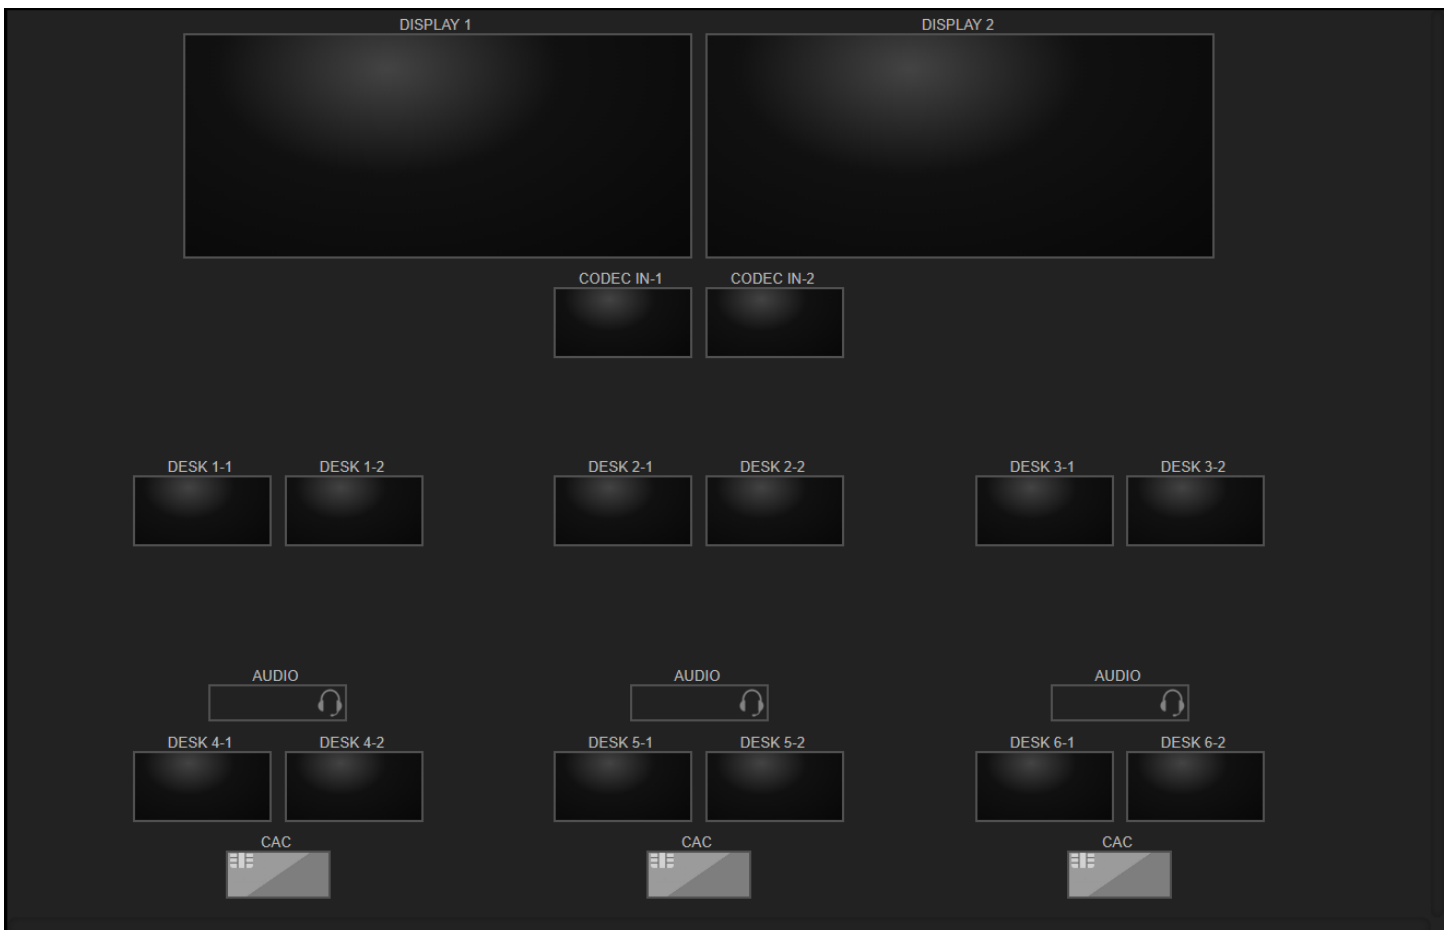 DISPLAY 1
DISPLAY 2
CODEC IN-1
CODEC IN-2
DESK 1-1
DESK 1-2
DESK 2-1
DESK 2-2
DESK 3-1
DESK 3-2
AUDIO
AUDIO
AUDIO
DESK 4-1
DESK 4-2
DESK 5-1
DESK 5-2
DESK 6-1
DESK 6-2
CAC
CAC
CAC